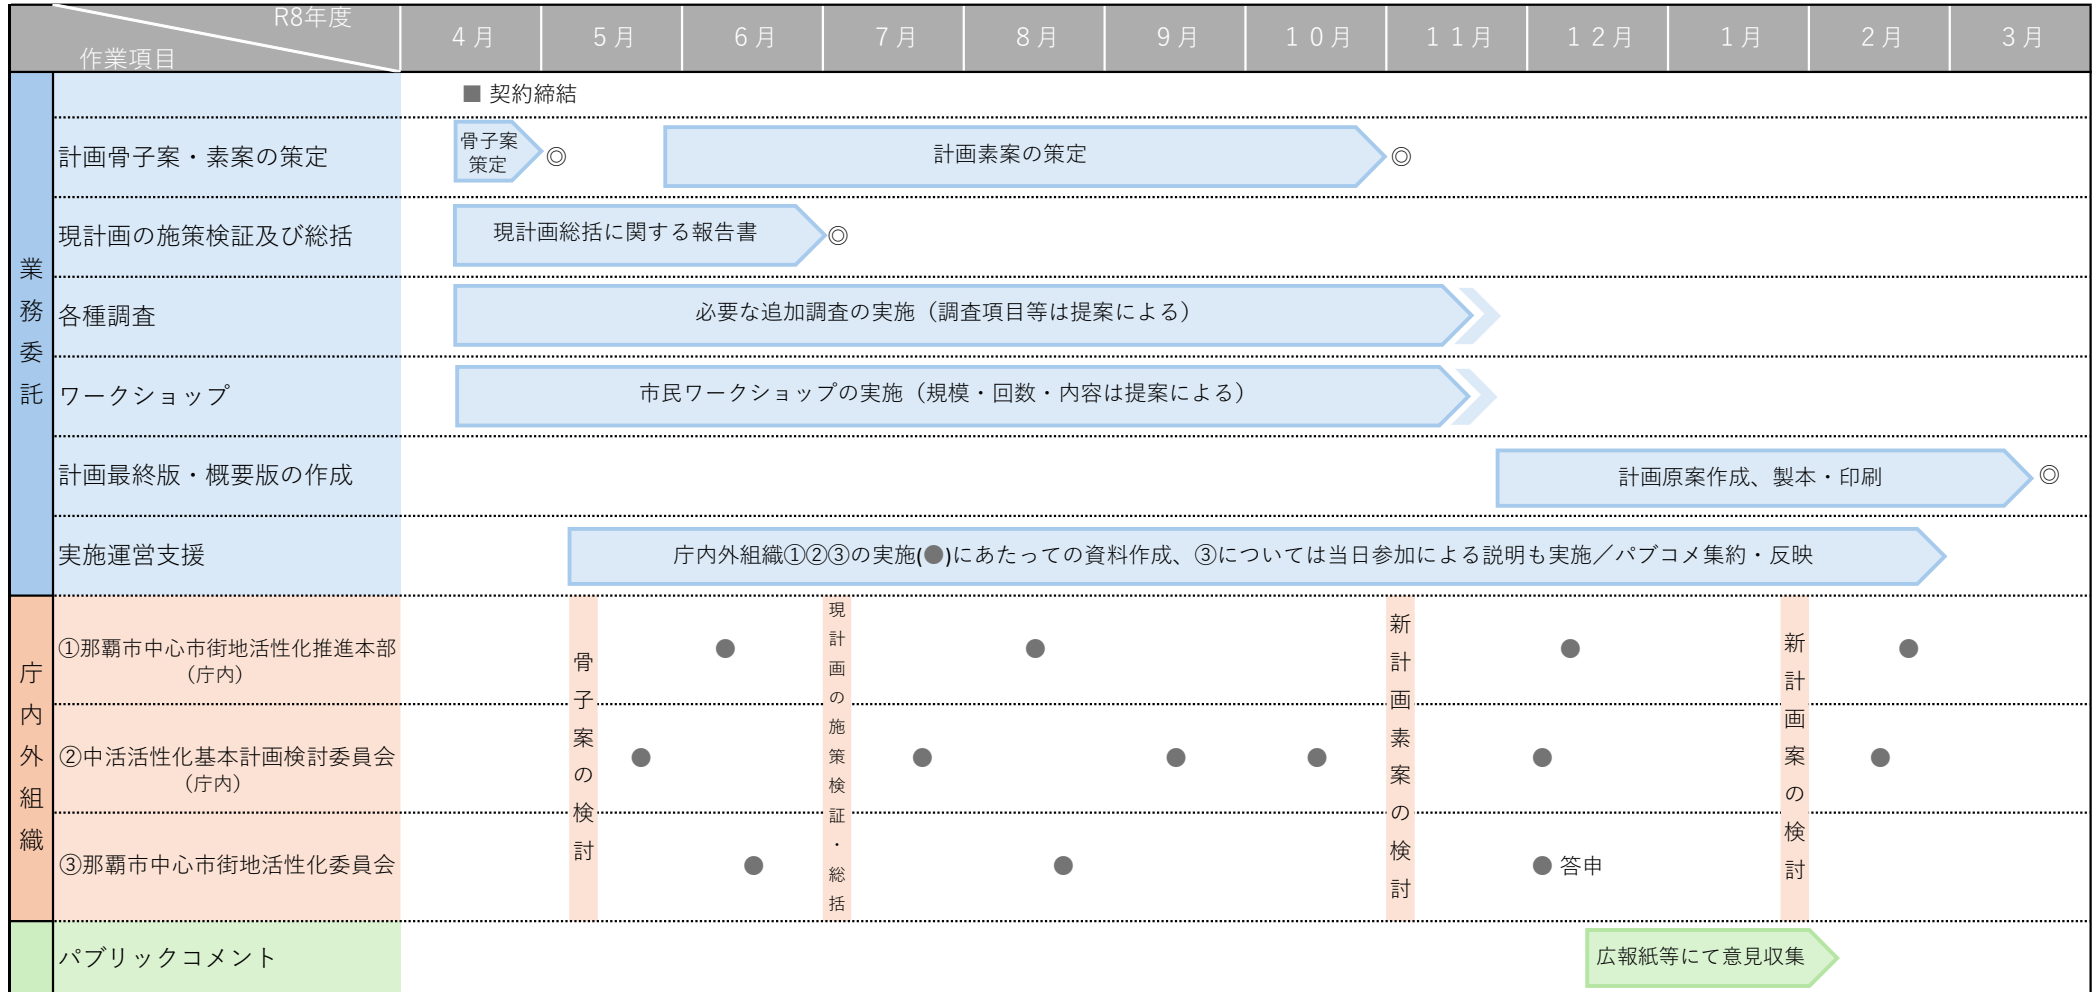 R8年度
作業項目
4月 5月 6月 7月 8月 9月 10月 11月 12月 1月 2月 3月
業務委託
■ 契約締結
計画骨子案・素案の策定
骨子案
策定
◎
計画素案の策定
◎
現計画の施策検証及び総括
現計画総括に関する報告書
◎
各種調査
必要な追加調査の実施（調査項目等は提案による）
ワークショップ
市民ワークショップの実施（規模・回数・内容は提案による）
計画最終版・概要版の作成
計画原案作成、製本・印刷
◎
実施運営支援
庁内外組織①②③の実施(●)にあたっての資料作成、③については当日参加による説明も実施／パブコメ集約・反映
庁内外組織
①那覇市中心市街地活性化推進本部
（庁内）
②中活活性化基本計画検討委員会
（庁内）
③那覇市中心市街地活性化委員会
骨子案の検討
現計画の施策検証・総括
新計画素案の検討
新計画案の検討
● 答申
パブリックコメント
広報紙等にて意見収集